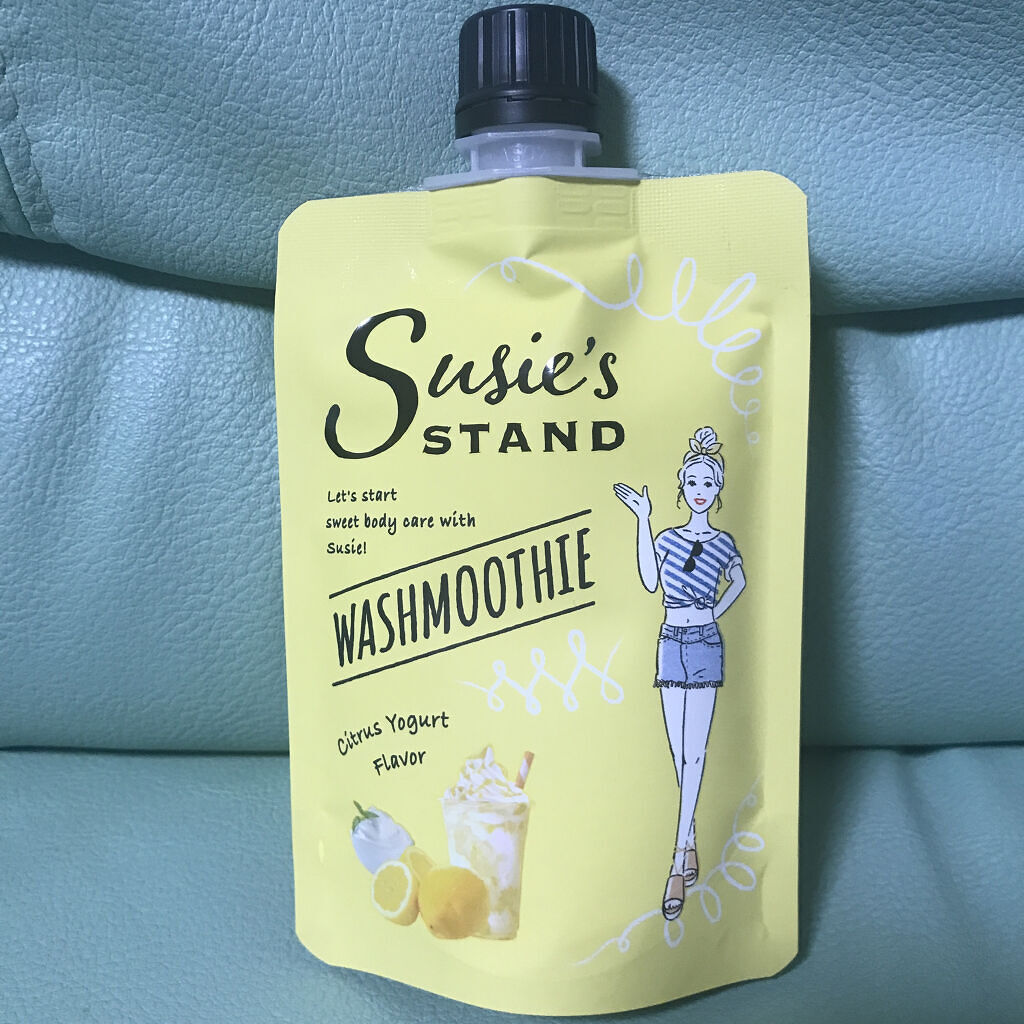 Susie's
STAND
Let's start
sweet body care with
Susie!
WASHMOOTHIE
Citrus Yogurt
Flavor